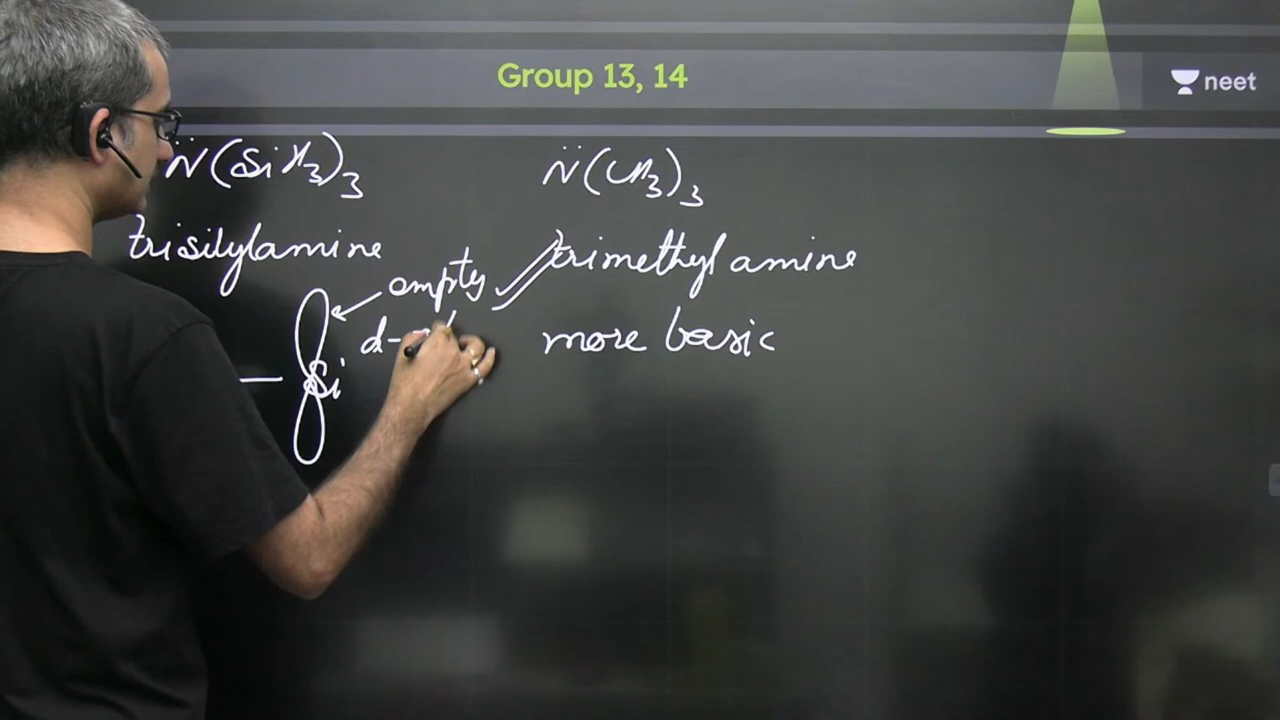 Group 13, 14
neet
N̈(SiH₃)₃
N̈(CH₃)₃
trisilylamine
trimethylamine
empty
d-
more basic
Si